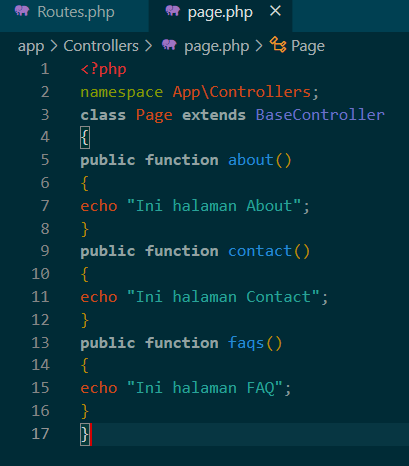 Routes.php page.php ×
app > Controllers > page.php > Page
1 <?php
2 namespace App\Controllers;
3 class Page extends BaseController
4 {
5 public function about()
6 {
7 echo "Ini halaman About";
8 }
9 public function contact()
10 {
11 echo "Ini halaman Contact";
12 }
13 public function faqs()
14 {
15 echo "Ini halaman FAQ";
16 }
17 }